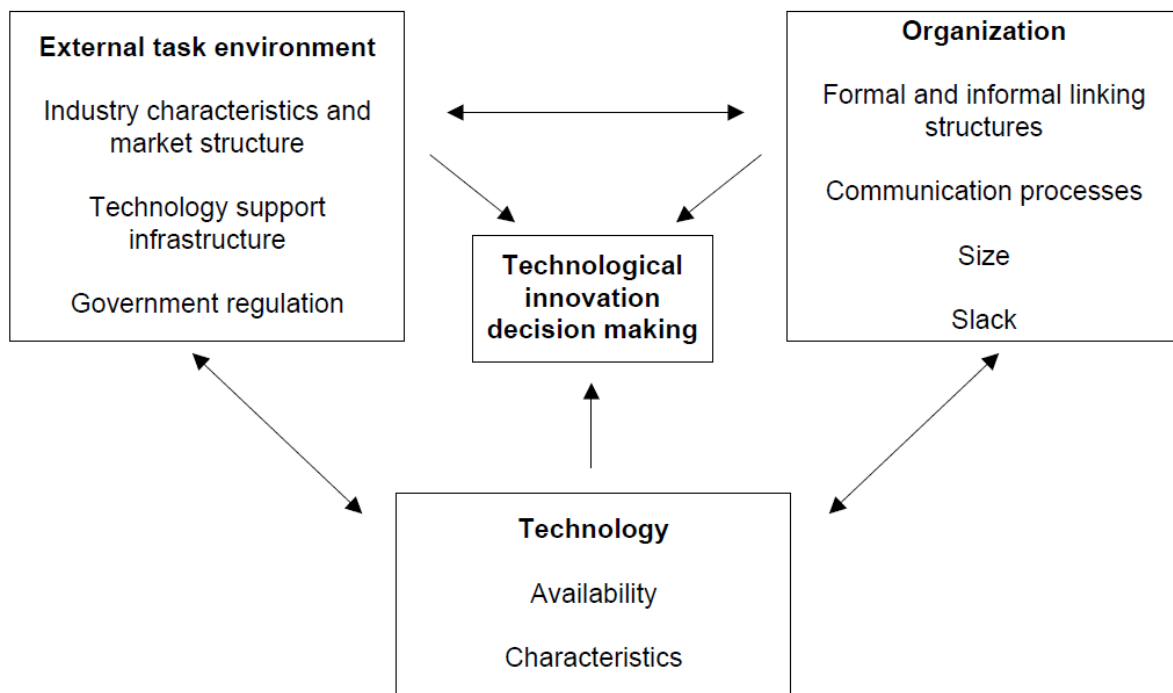 External task environment
Industry characteristics and
market structure
Technology support
infrastructure
Government regulation
Organization
Formal and informal linking
structures
Communication processes
Size
Slack
Technological
innovation
decision making
Technology
Availability
Characteristics